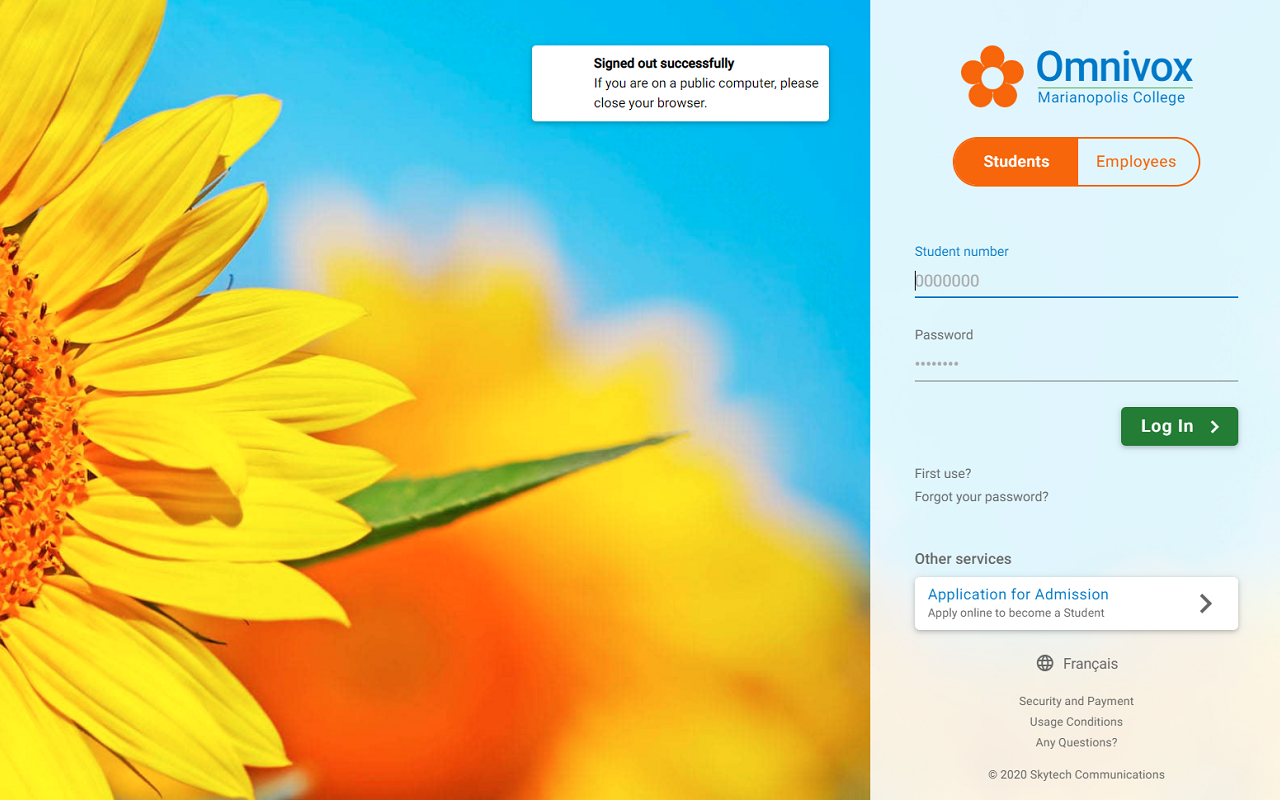 Signed out successfully
If you are on a public computer, please
close your browser.
Omnivox
Marianopolis College
Students
Employees
Student number
0000000
Password
••••••••
Log In
First use?
Forgot your password?
Other services
Application for Admission
Apply online to become a Student
Français
Security and Payment
Usage Conditions
Any Questions?
© 2020 Skytech Communications